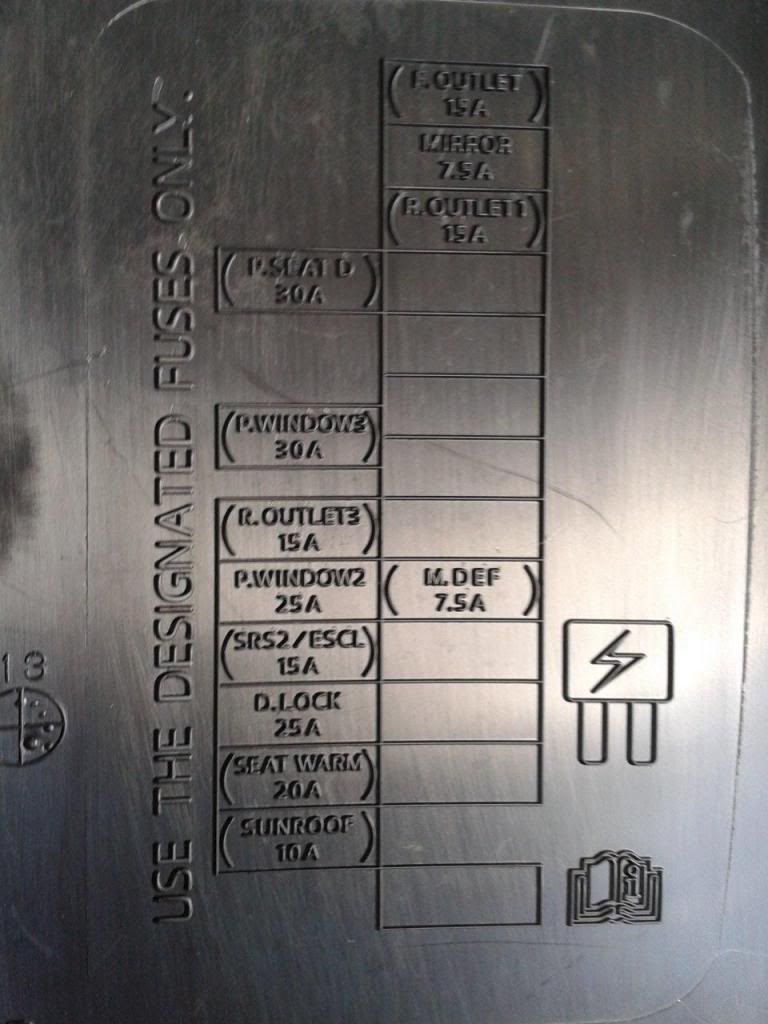 USE THE DESIGNATED FUSES ONLY.
(P.SEAT D)
30A
(P.WINDOW3)
30A
(R.OUTLET3)
15A
P.WINDOW2
25A
(SRS2/ESCL)
15A
D.LOCK
25A
(SEAT WARM)
20A
(SUNROOF)
10A
(F.OUTLET)
15A
MIRROR
7.5A
(R.OUTLET1)
15A
(M.DEF)
7.5A
13
i